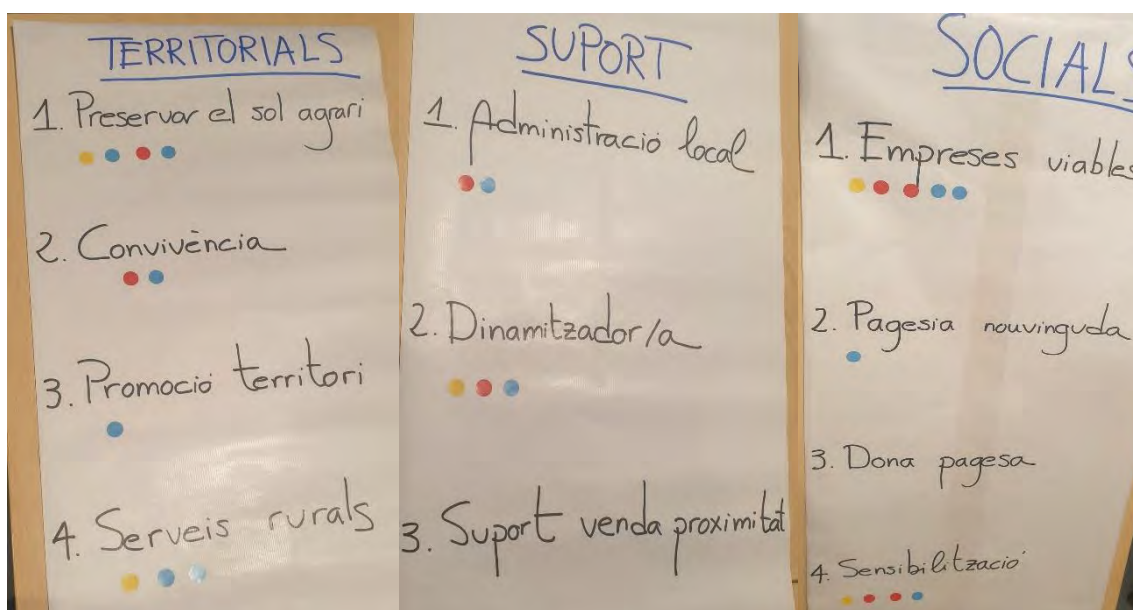 TERRITORIALS
1. Preservar el sol agrari
2. Convivència
3. Promoció territori
4. Serveis rurals
SUPORT
1. Administració local
2. Dinamitzador/a
3. Suport venda proximitat
SOCIALS
1. Empreses viables
2. Pagesia nouvinguda
3. Dona pagesa
4. Sensibilització